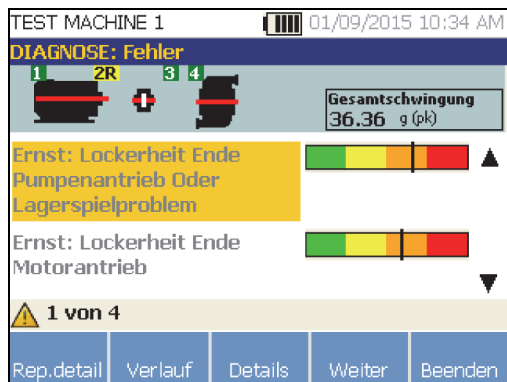 TEST MACHINE 1 01/09/2015 10:34 AM
DIAGNOSE: Fehler
1 2R 3 4
Gesamtschwingung
36.36 g (pk)
Ernst: Lockerheit Ende
Pumpenantrieb Oder
Lagerspielproblem
Ernst: Lockerheit Ende
Motorantrieb
1 von 4
Rep.detail Verlauf Details Weiter Beenden